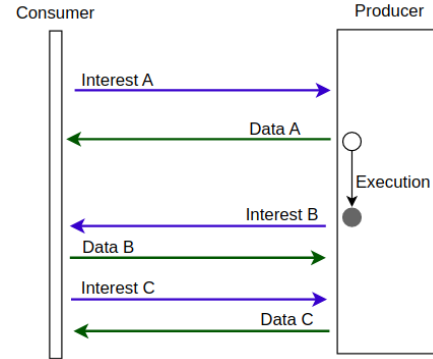 Consumer
Producer
Interest A
Data A
Execution
Interest B
Data B
Interest C
Data C